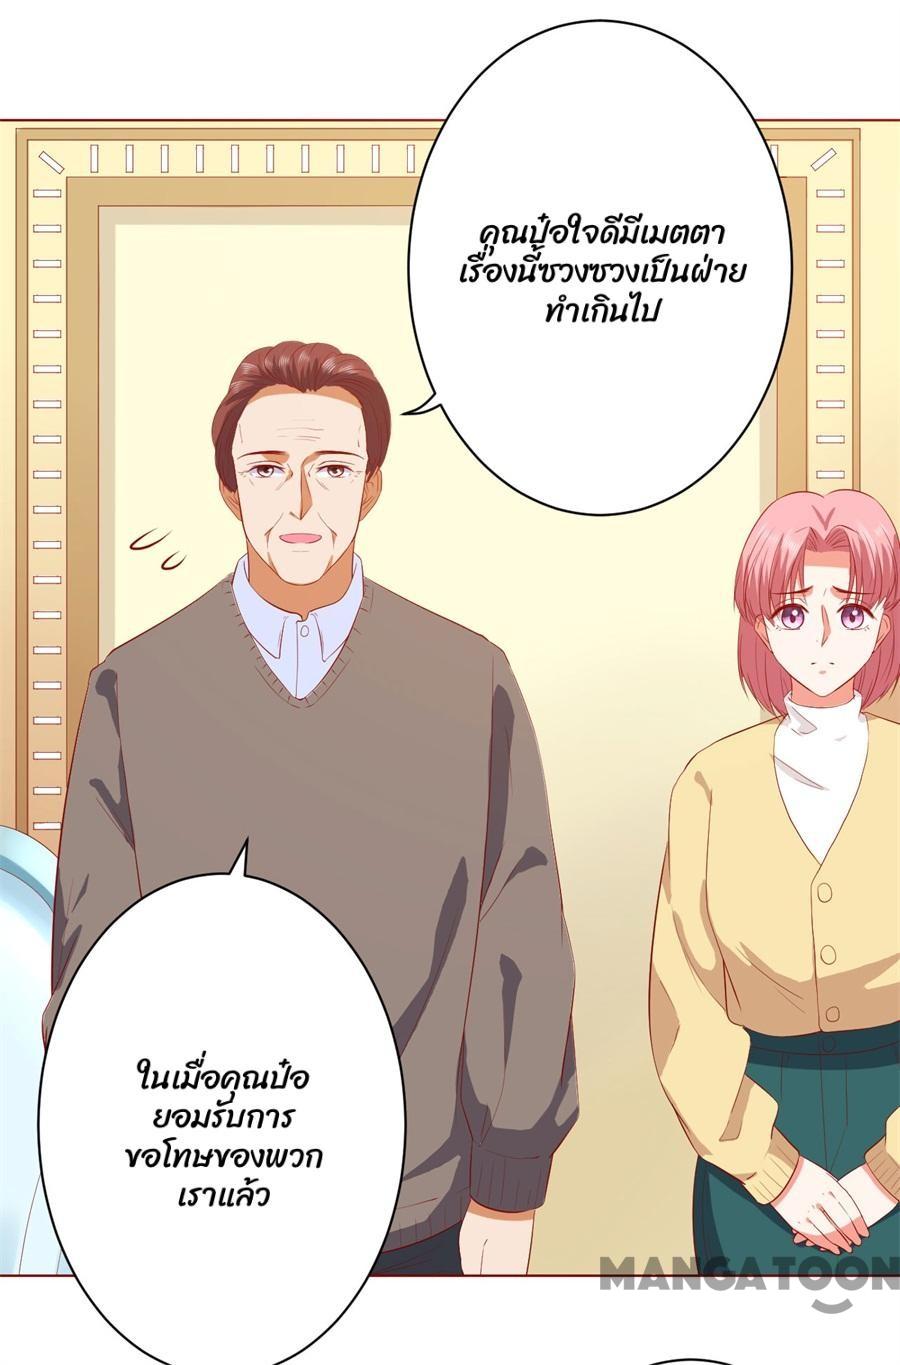 คุณป๋อใจดีมีเมตตา
เรื่องนี้ซวงซวงเป็นฝ่าย
ทำเกินไป
ในเมื่อคุณป๋อ
ยอมรับการ
ขอโทษของพวก
เราแล้ว
MANGATOON